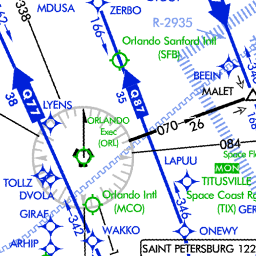 MDUSA
ZERBO
166
R-2935
Orlando Sanford Intl
(SFB)
BEEIN
MALET
Q77
38
Q87
35
LYENS
ORLANDO
Exec
(ORL)
070
26
084
Space
MON
LAPUU
TOLLZ
DVOLA
TITUSVILLE
Orlando Intl
(MCO)
Space Coast Rg
(TIX)
346
GIRAF
342
GER
ARHIP
WAKKO
ONEWY
SAINT PETERSBURG 122